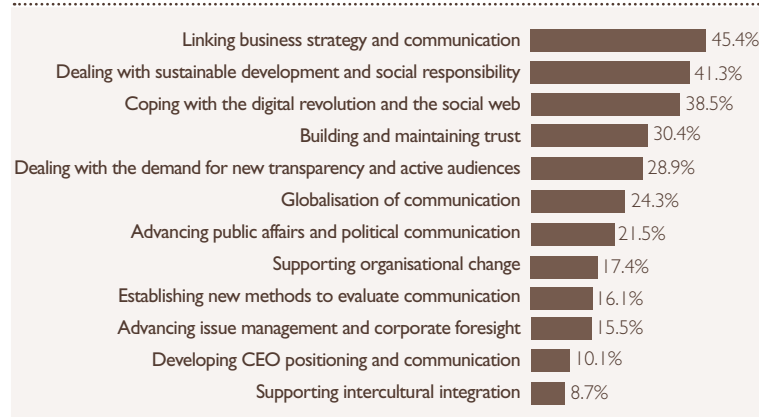 Linking business strategy and communication 45.4%
Dealing with sustainable development and social responsibility 41.3%
Coping with the digital revolution and the social web 38.5%
Building and maintaining trust 30.4%
Dealing with the demand for new transparency and active audiences 28.9%
Globalisation of communication 24.3%
Advancing public affairs and political communication 21.5%
Supporting organisational change 17.4%
Establishing new methods to evaluate communication 16.1%
Advancing issue management and corporate foresight 15.5%
Developing CEO positioning and communication 10.1%
Supporting intercultural integration 8.7%